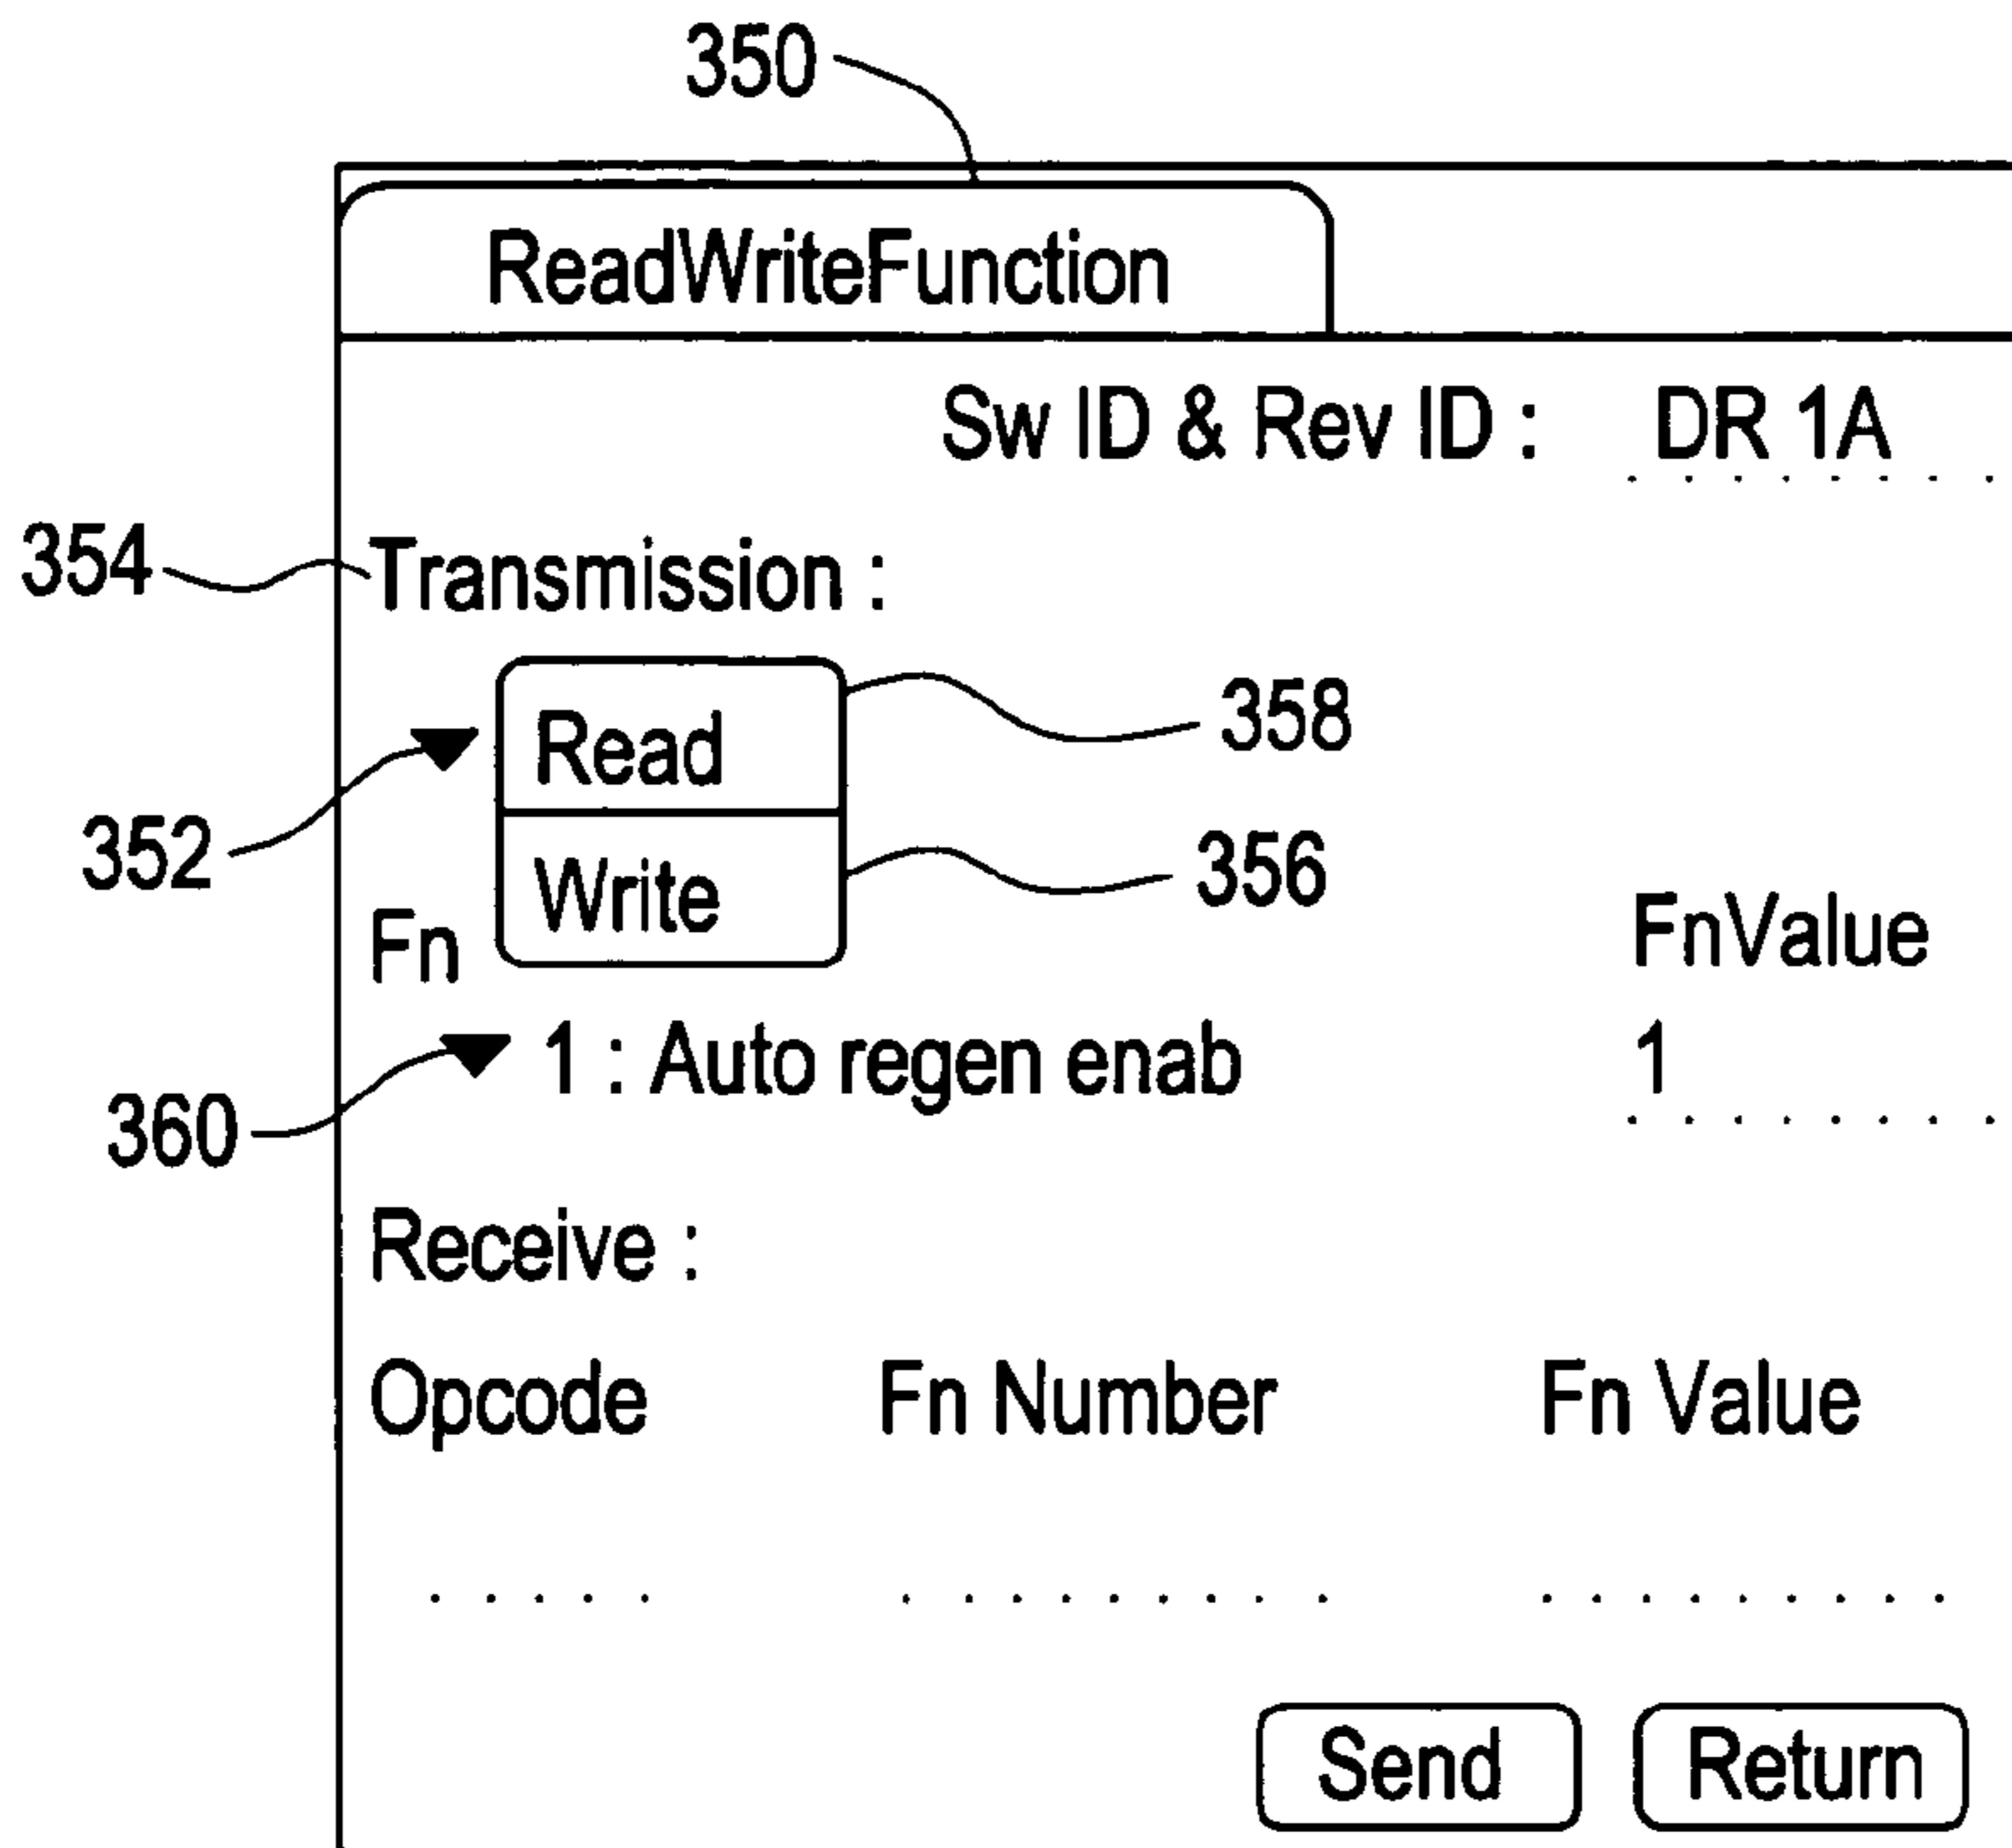 350
ReadWriteFunction
Sw ID & Rev ID : DR 1A
354 Transmission :
Read 358
352
Write 356
Fn FnValue
1 : Auto regen enab 1
360
Receive :
Opcode Fn Number Fn Value
Send Return